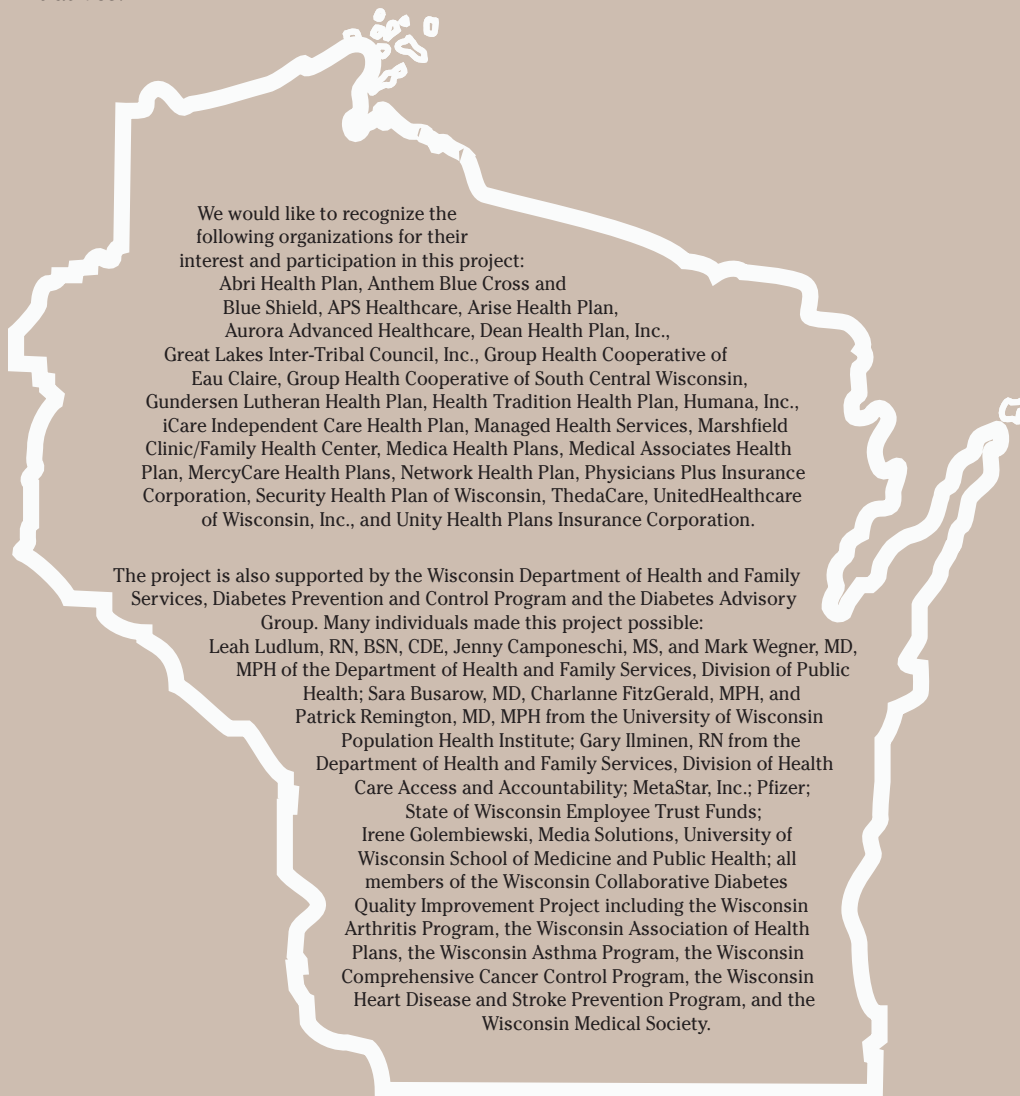 We would like to recognize the
following organizations for their
interest and participation in this project:
Abri Health Plan, Anthem Blue Cross and
Blue Shield, APS Healthcare, Arise Health Plan,
Aurora Advanced Healthcare, Dean Health Plan, Inc.,
Great Lakes Inter-Tribal Council, Inc., Group Health Cooperative of
Eau Claire, Group Health Cooperative of South Central Wisconsin,
Gundersen Lutheran Health Plan, Health Tradition Health Plan, Humana, Inc.,
iCare Independent Care Health Plan, Managed Health Services, Marshfield
Clinic/Family Health Center, Medica Health Plans, Medical Associates Health
Plan, MercyCare Health Plans, Network Health Plan, Physicians Plus Insurance
Corporation, Security Health Plan of Wisconsin, ThedaCare, UnitedHealthcare
of Wisconsin, Inc., and Unity Health Plans Insurance Corporation.
The project is also supported by the Wisconsin Department of Health and Family
Services, Diabetes Prevention and Control Program and the Diabetes Advisory
Group. Many individuals made this project possible:
Leah Ludlum, RN, BSN, CDE, Jenny Camponeschi, MS, and Mark Wegner, MD,
MPH of the Department of Health and Family Services, Division of Public
Health; Sara Busarow, MD, Charlanne FitzGerald, MPH, and
Patrick Remington, MD, MPH from the University of Wisconsin
Population Health Institute; Gary Ilminen, RN from the
Department of Health and Family Services, Division of Health
Care Access and Accountability; MetaStar, Inc.; Pfizer;
State of Wisconsin Employee Trust Funds;
Irene Golembiewski, Media Solutions, University of
Wisconsin School of Medicine and Public Health; all
members of the Wisconsin Collaborative Diabetes
Quality Improvement Project including the Wisconsin
Arthritis Program, the Wisconsin Association of Health
Plans, the Wisconsin Asthma Program, the Wisconsin
Comprehensive Cancer Control Program, the Wisconsin
Heart Disease and Stroke Prevention Program, and the
Wisconsin Medical Society.